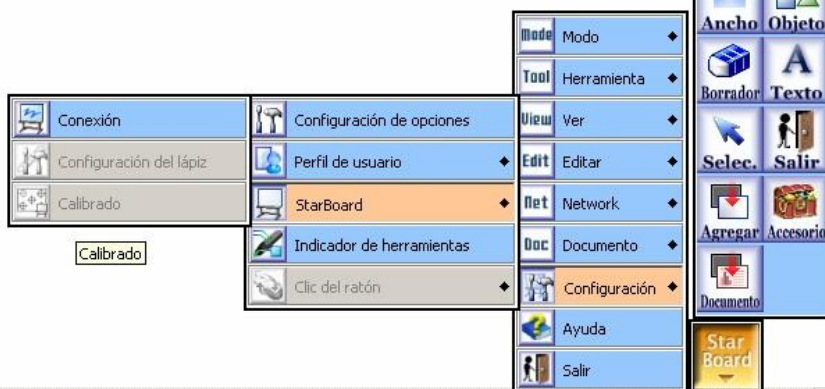 Conexión
Configuración del lápiz
Calibrado
Calibrado
Configuración de opciones
Perfil de usuario
StarBoard
Indicador de herramientas
Clic del ratón
Mode Modo
Tool Herramienta
View Ver
Edit Editar
Net Network
Doc Documento
Configuración
Ayuda
Salir
Ancho Objeto
Borrador Texto
Selec. Salir
Agregar Accesorio
Documento
Star
Board